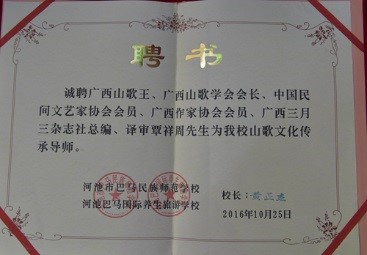 聘书
诚聘广西山歌王、广西山歌学会会长、中国民
间文艺家协会会员、广西作家协会会员、广西三月
三杂志社总编、译审覃祥周先生为我校山歌文化传
承导师。
河池市巴马民族师范学校
校长:
河池巴马国际养生旅游学校
2016年10月25日